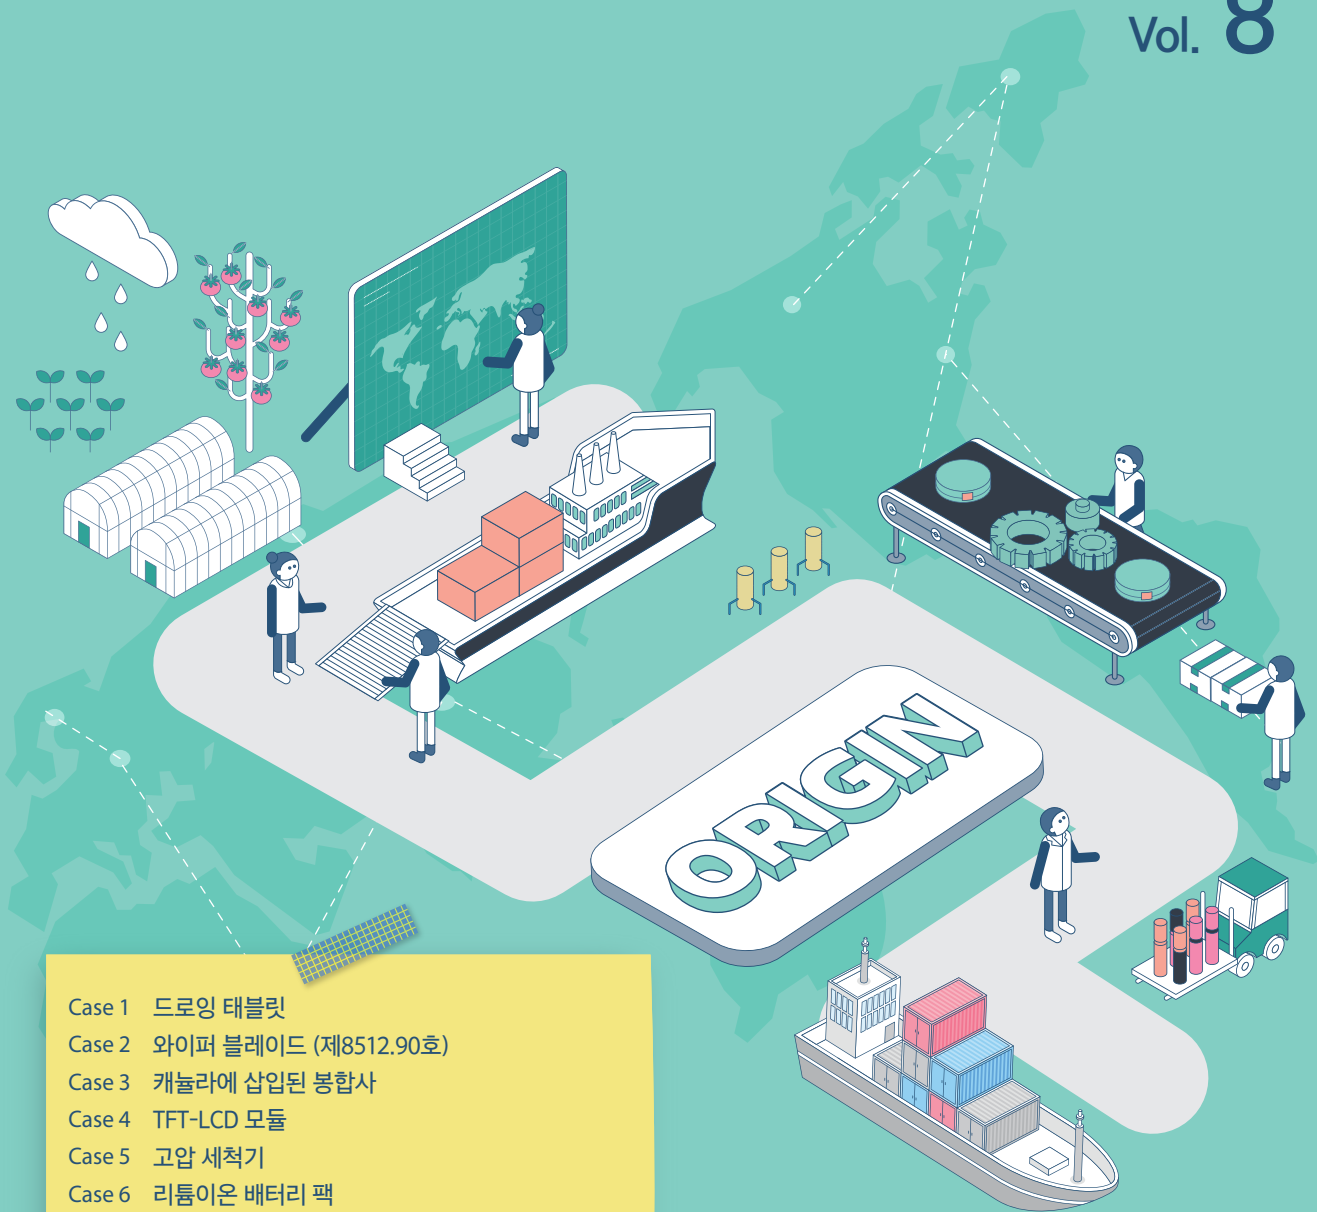 Vol. 8
ORIGIN
Case 1 드로잉 태블릿
Case 2 와이퍼 블레이드 (제8512.90호)
Case 3 캐뉼라에 삽입된 봉합사
Case 4 TFT-LCD 모듈
Case 5 고압 세척기
Case 6 리튬이온 배터리 팩